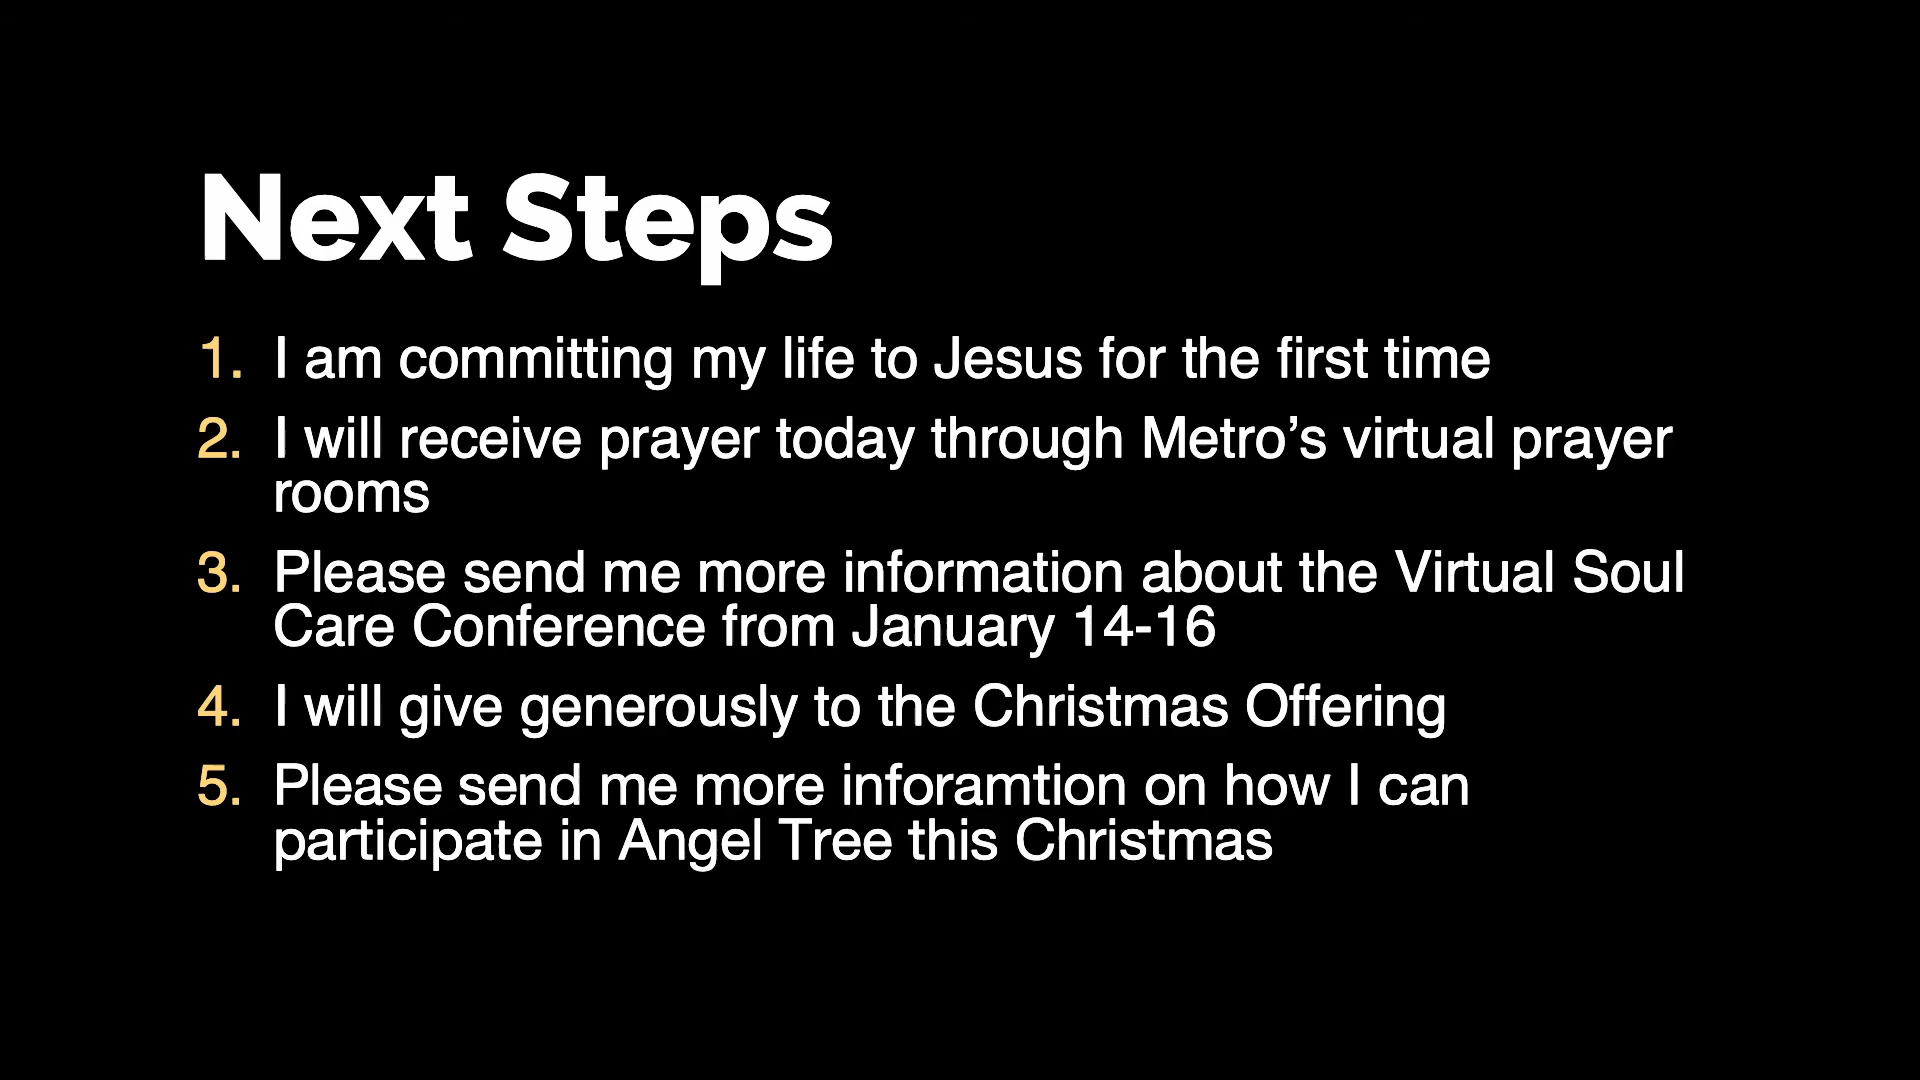 Next Steps
1. I am committing my life to Jesus for the first time
2. I will receive prayer today through Metro’s virtual prayer
rooms
3. Please send me more information about the Virtual Soul
Care Conference from January 14-16
4. I will give generously to the Christmas Offering
5. Please send me more inforamtion on how I can
participate in Angel Tree this Christmas